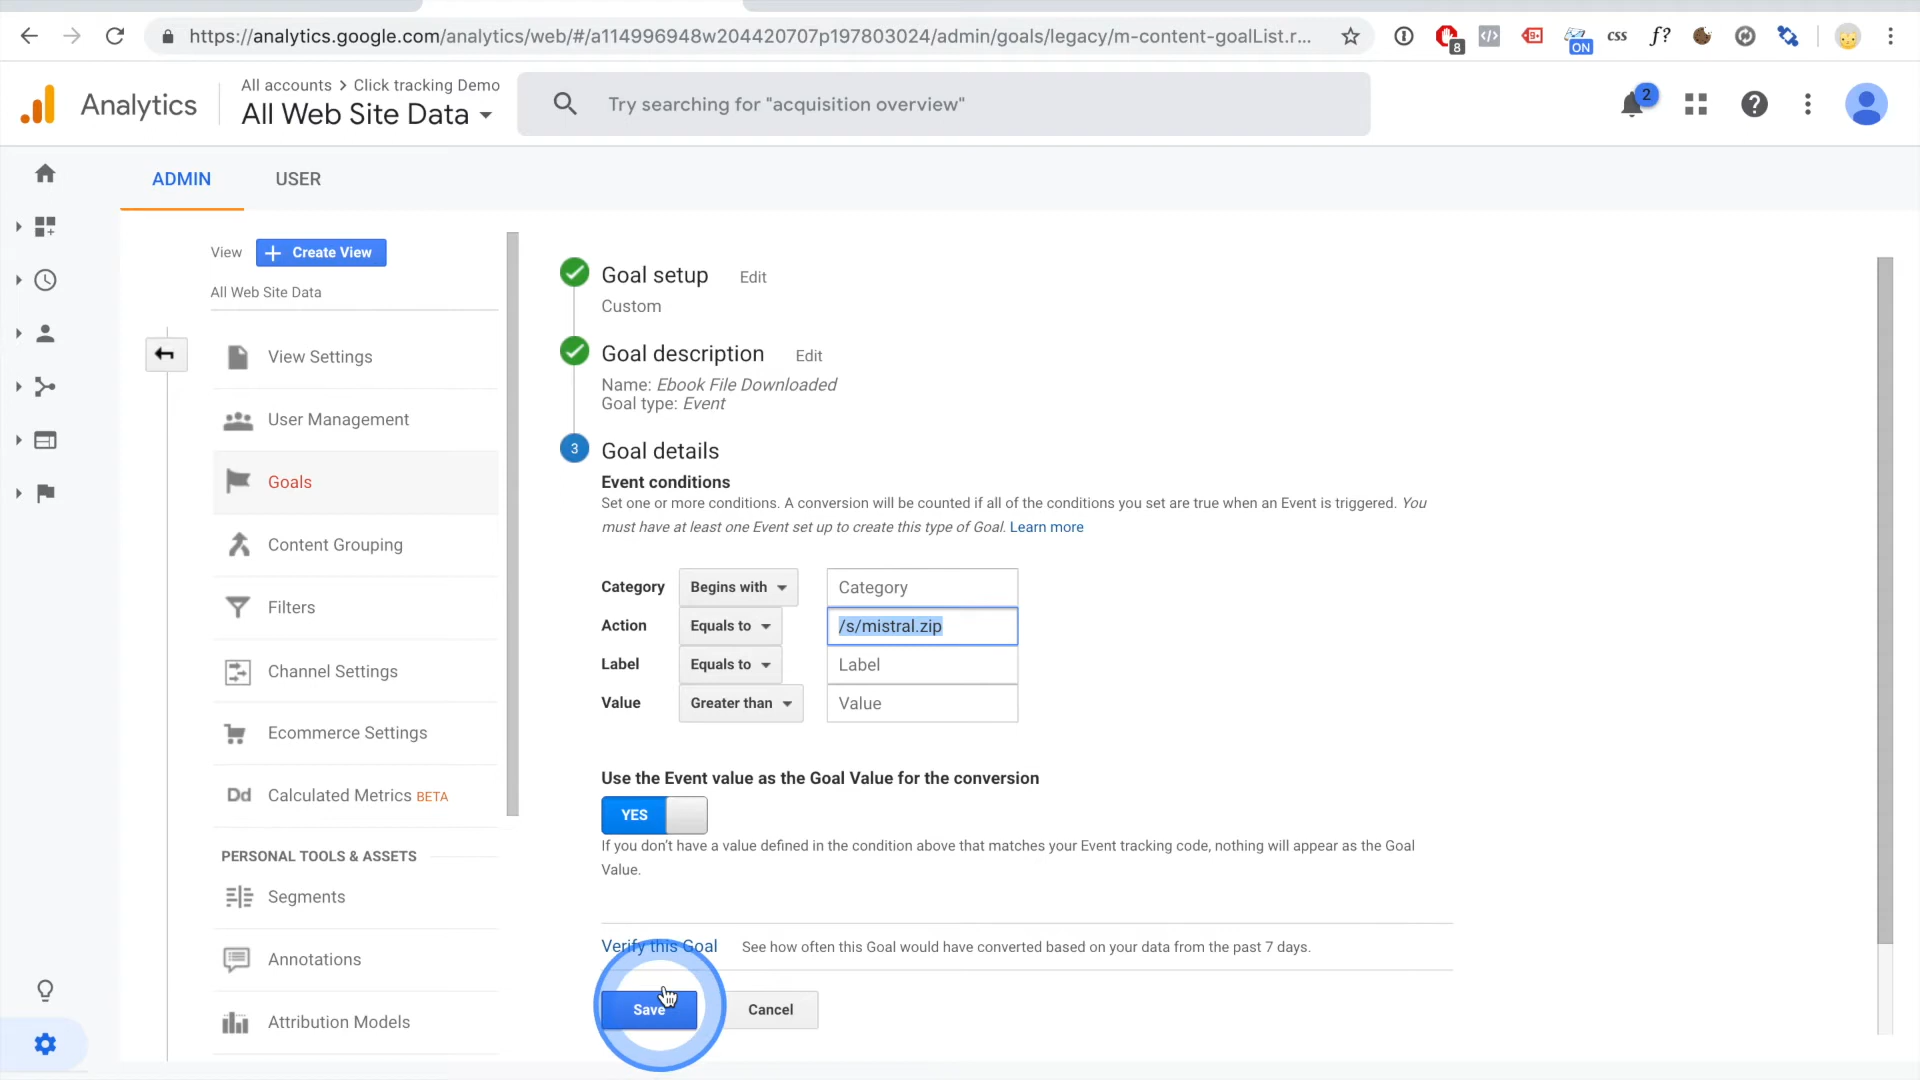 https://analytics.google.com/analytics/web/#/a114996948w204420707p197803024/admin/goals/legacy/m-content-goalList.r...
8
ON
css
f?
Analytics
All accounts > Click tracking Demo
All Web Site Data
Try searching for "acquisition overview"
2
ADMIN
USER
View
Create View
All Web Site Data
View Settings
User Management
Goals
Content Grouping
Filters
Channel Settings
Ecommerce Settings
Dd Calculated Metrics BETA
PERSONAL TOOLS & ASSETS
Segments
Annotations
Attribution Models
Goal setup Edit
Custom
Goal description Edit
Name: Ebook File Downloaded
Goal type: Event
3 Goal details
Event conditions
Set one or more conditions. A conversion will be counted if all of the conditions you set are true when an Event is triggered. You
must have at least one Event set up to create this type of Goal. Learn more
Category Begins with Category
Action Equals to /s/mistral.zip
Label Equals to Label
Value Greater than Value
Use the Event value as the Goal Value for the conversion
YES
If you don't have a value defined in the condition above that matches your Event tracking code, nothing will appear as the Goal
Value.
Verify this Goal See how often this Goal would have converted based on your data from the past 7 days.
Save Cancel